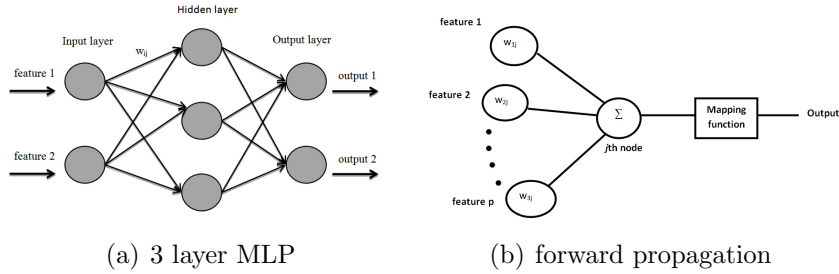 Hidden layer
Input layer
w_ij
Output layer
feature 1
output 1
feature 2
output 2
(a) 3 layer MLP
feature 1
w_1j
feature 2
w_2j
Σ
jth node
Mapping
function
Output
feature p
w_3j
(b) forward propagation